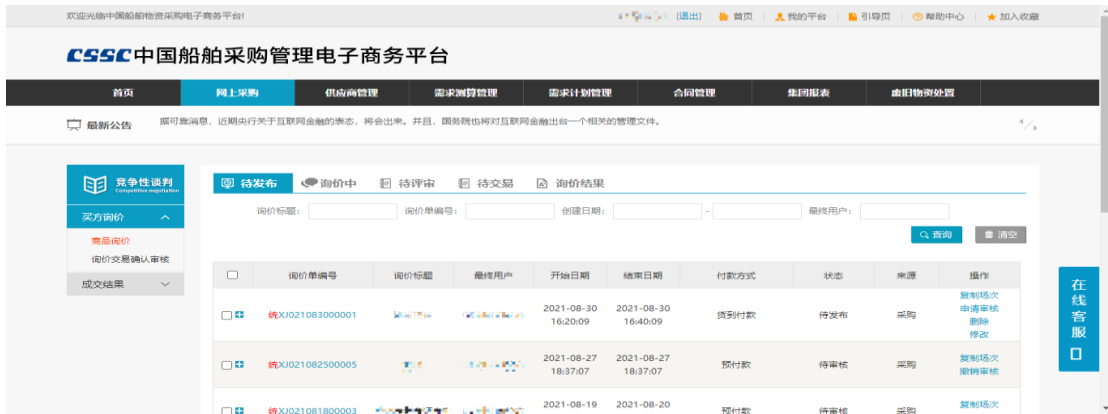 欢迎光临中国船舶物资采购电子商务平台!
[退出] 首页 我的平台 引导页 帮助中心 加入收藏
CSSC中国船舶采购管理电子商务平台
首页 网上采购 供应商管理 需求测算管理 需求计划管理 合同管理 集团报表 废旧物资处置
最新公告 据可靠消息，近期央行关于互联网金融的表态，将会出来。并且，国务院也将对互联网金融出台一个相关的管理文件。
竞争性谈判
Competitive negotiation
买方询价
商品询价
询价交易确认审核
成交结果
待发布 询价中 待评审 待交易 询价结果
询价标题: 询价单编号: 创建日期: - 最终用户:
查询 清空
询价单编号 询价标题 最终用户 开始日期 结束日期 付款方式 状态 来源 操作
统XJ021083000001 2021-08-30 16:20:09 2021-08-30 16:40:09 货到付款 待发布 采购 复制场次 申请审核 删除 修改
统XJ021082500005 2021-08-27 18:37:07 2021-08-27 18:37:07 预付款 待审核 采购 复制场次 撤销审核
统XJ021081800003 2021-08-19 2021-08-20 预付款 待审核 采购 复制场次
在线客服